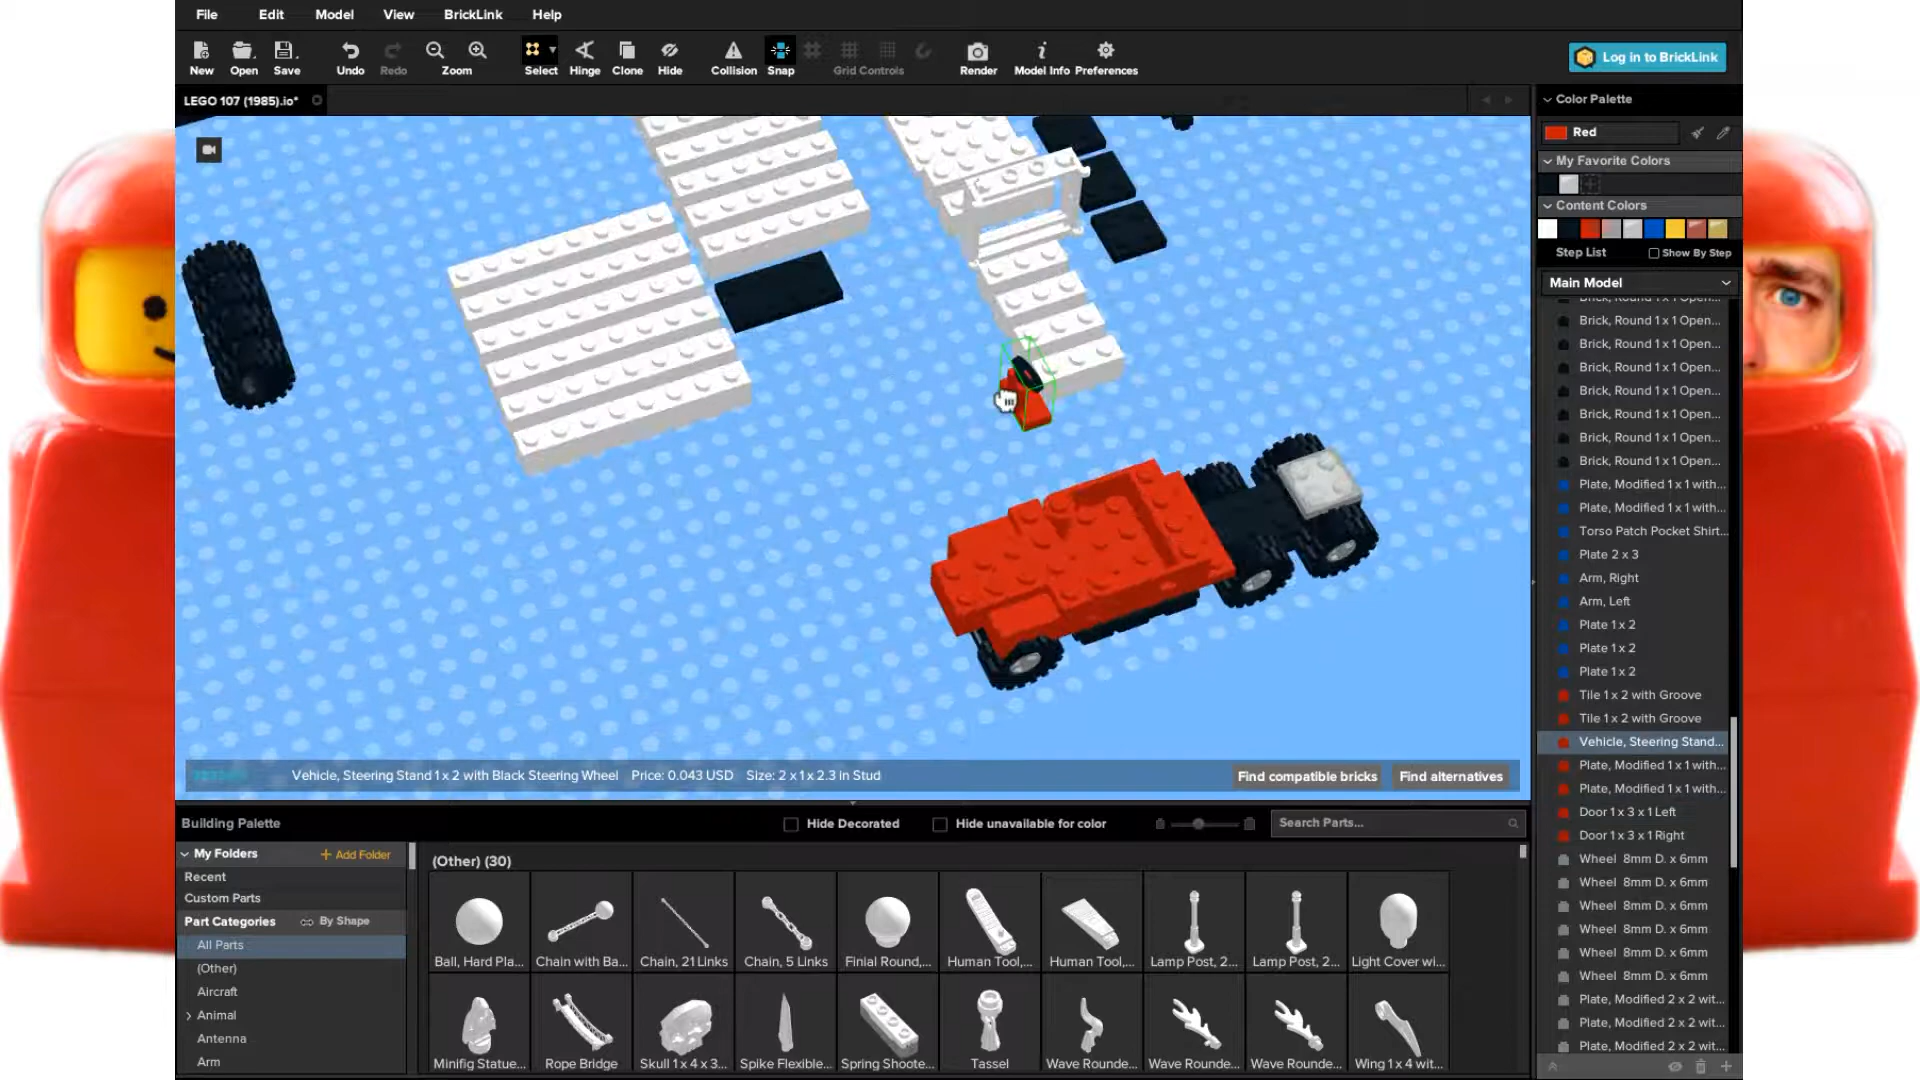 File Edit Model View BrickLink Help
New Open Save Undo Redo Zoom Select Hinge Clone Hide Collision Snap Grid Controls Render Model Info Preferences
Log in to BrickLink
LEGO 107 (1985).io*
Color Palette
Red
My Favorite Colors
Content Colors
Step List Show By Step
Main Model
Brick, Round 1 x 1 Open...
Brick, Round 1 x 1 Open...
Brick, Round 1 x 1 Open...
Brick, Round 1 x 1 Open...
Brick, Round 1 x 1 Open...
Brick, Round 1 x 1 Open...
Brick, Round 1 x 1 Open...
Brick, Round 1 x 1 Open...
Plate, Modified 1 x 1 with...
Plate, Modified 1 x 1 with...
Torso Patch Pocket Shirt...
Plate 2 x 3
Arm, Right
Arm, Left
Plate 1 x 2
Plate 1 x 2
Plate 1 x 2
Tile 1 x 2 with Groove
Tile 1 x 2 with Groove
Vehicle, Steering Stand...
Plate, Modified 1 x 1 with...
Plate, Modified 1 x 1 with...
Door 1 x 3 x 1 Left
Door 1 x 3 x 1 Right
Wheel 8mm D. x 6mm
Wheel 8mm D. x 6mm
Wheel 8mm D. x 6mm
Wheel 8mm D. x 6mm
Wheel 8mm D. x 6mm
Wheel 8mm D. x 6mm
Plate, Modified 2 x 2 wit...
Plate, Modified 2 x 2 wit...
Plate, Modified 2 x 2 wit...
Vehicle, Steering Stand 1 x 2 with Black Steering Wheel Price: 0.043 USD Size: 2 x 1 x 2.3 in Stud
Find compatible bricks Find alternatives
Building Palette
Hide Decorated Hide unavailable for color
Search Parts...
My Folders + Add Folder
Recent
Custom Parts
Part Categories By Shape
All Parts
(Other)
Aircraft
Animal
Antenna
Arm
(Other) (30)
Ball, Hard Pla... Chain with Ba... Chain, 21 Links Chain, 5 Links Finial Round,... Human Tool,... Human Tool,... Lamp Post, 2... Lamp Post, 2... Light Cover wi...
Minifig Statue... Rope Bridge Skull 1 x 4 x 3... Spike Flexible... Spring Shoote... Tassel Wave Rounde... Wave Rounde... Wave Rounde... Wing 1 x 4 wit...